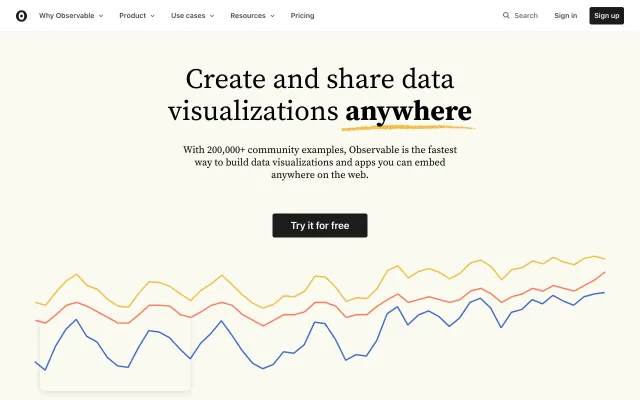 Why Observable Product Use cases Resources Pricing Search Sign in Sign up
Create and share data
visualizations anywhere
With 200,000+ community examples, Observable is the fastest
way to build data visualizations and apps you can embed
anywhere on the web.
Try it for free